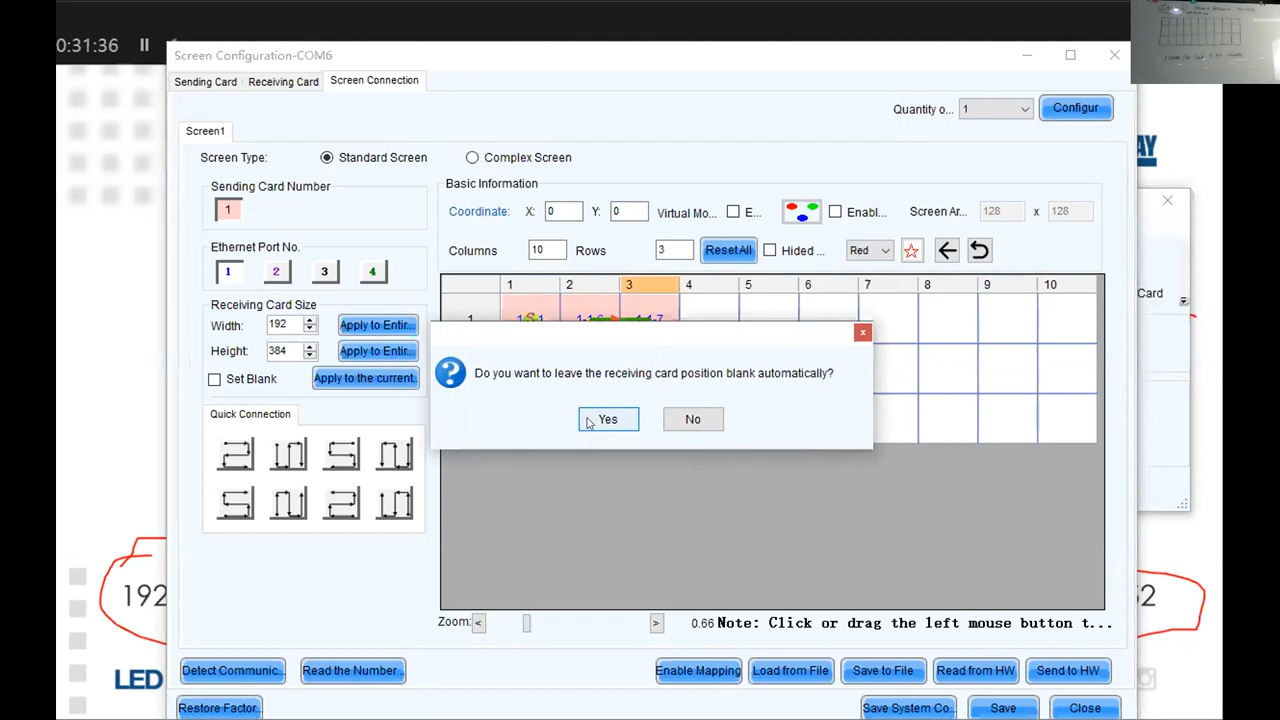 0:31:36
Screen Configuration-COM6
Sending Card Receiving Card Screen Connection
Quantity o... 1 Configur
Screen1
Screen Type: Standard Screen Complex Screen
Sending Card Number
1
Ethernet Port No.
1 2 3 4
Receiving Card Size
Width: 192 Apply to Entir...
Height: 384 Apply to Entir...
Set Blank Apply to the current...
Quick Connection
Basic Information
Coordinate: X: 0 Y: 0 Virtual Mo... E... Enabl... Screen Ar... 128 x 128
Columns 10 Rows 3 Reset All Hided ... Red
1 2 3 4 5 6 7 8 9 10
1
Do you want to leave the receiving card position blank automatically?
Yes No
Card
192
52
Zoom: < > 0.66 Note: Click or drag the left mouse button t...
LED
Detect Communic... Read the Number ... Enable Mapping Load from File Save to File Read from HW Send to HW
Restore Factor... Save System Co... Save Close